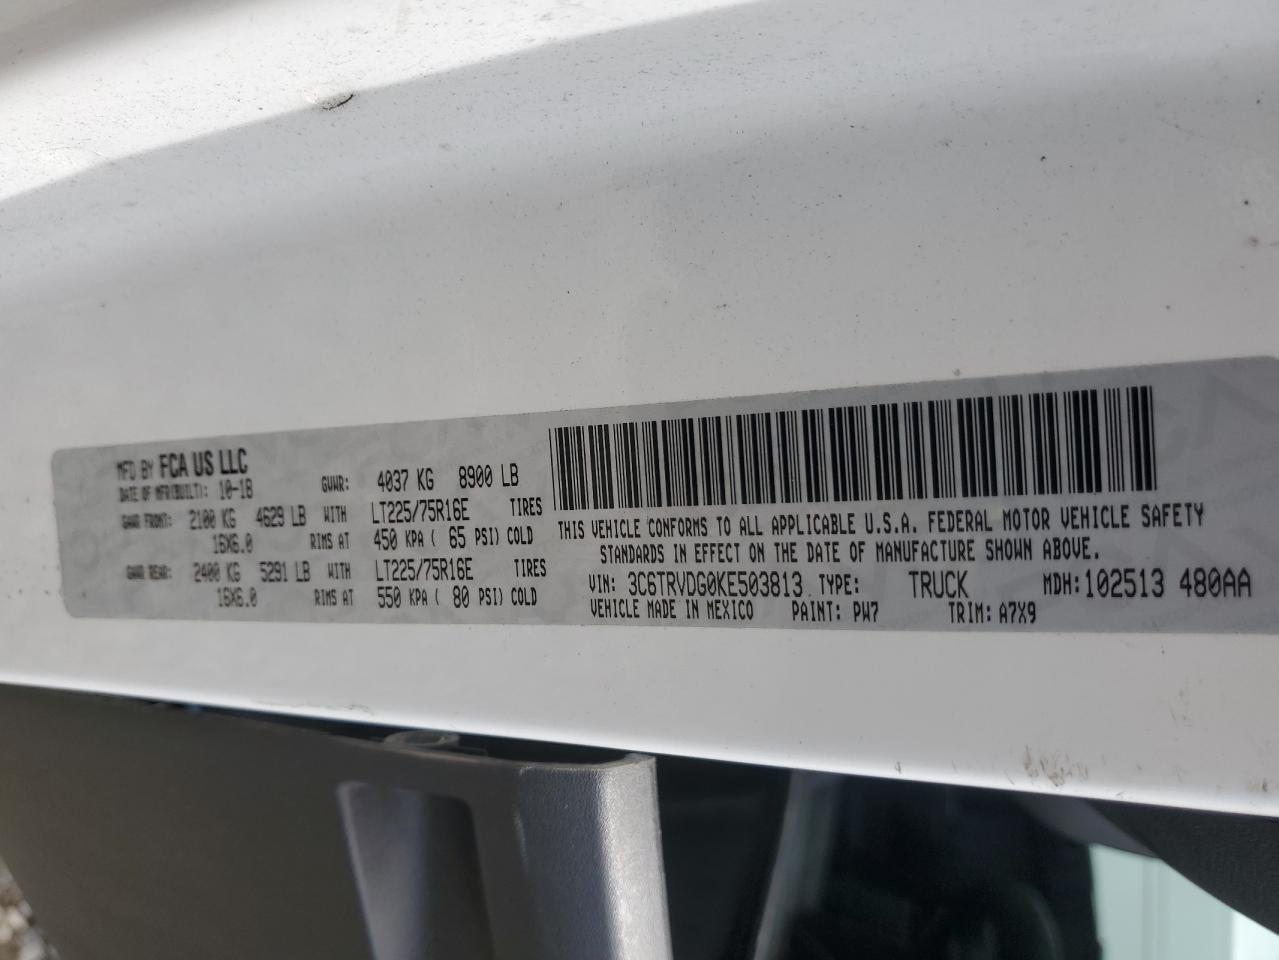 MFD BY FCA US LLC
DATE OF MFR(BUILT): 10-18 GVWR: 4037 KG 8900 LB
GAWR FRONT: 2100 KG 4629 LB WITH LT225/75R16E TIRES
16X6.0 RIMS AT 450 KPA ( 65 PSI) COLD
GAWR REAR: 2400 KG 5291 LB WITH LT225/75R16E TIRES
16X6.0 RIMS AT 550 KPA ( 80 PSI) COLD
THIS VEHICLE CONFORMS TO ALL APPLICABLE U.S.A. FEDERAL MOTOR VEHICLE SAFETY
STANDARDS IN EFFECT ON THE DATE OF MANUFACTURE SHOWN ABOVE.
VIN: 3C6TRVDG0KE503813 TYPE: TRUCK MDH: 102513 480AA
VEHICLE MADE IN MEXICO PAINT: PW7 TRIM: A7X9